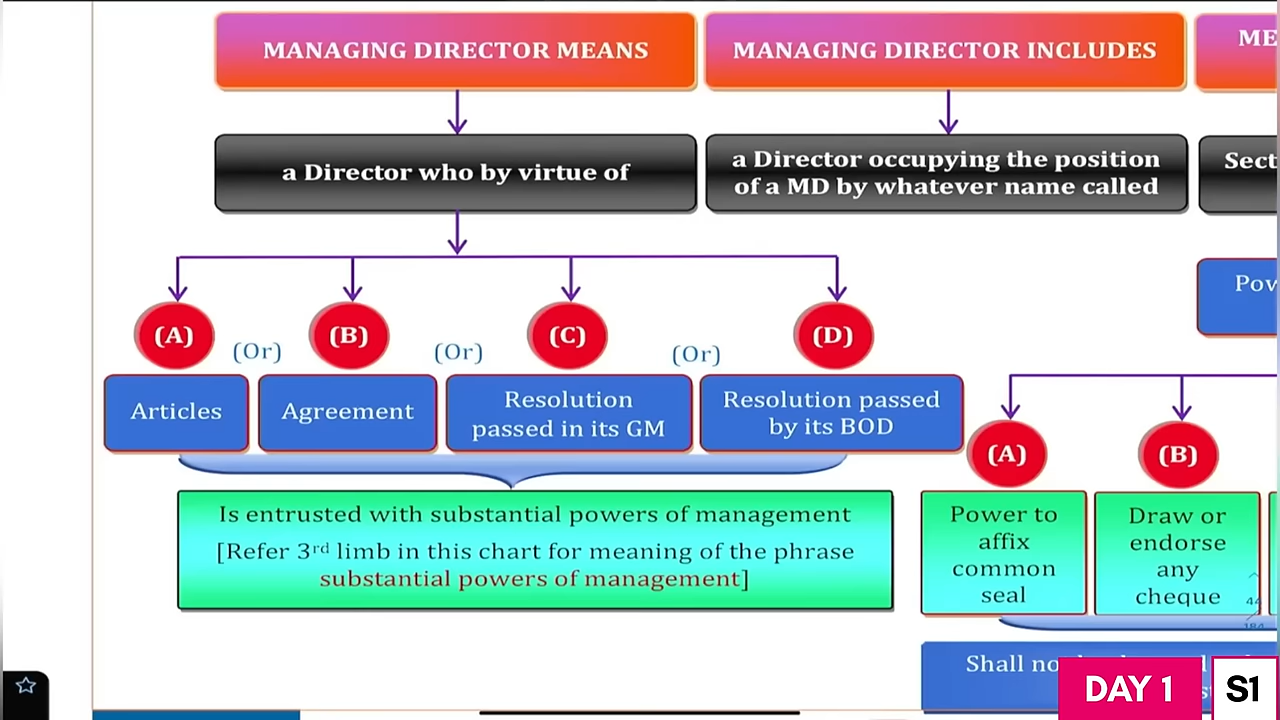 MANAGING DIRECTOR MEANS
MANAGING DIRECTOR INCLUDES
a Director who by virtue of
a Director occupying the position
of a MD by whatever name called
(A)
(Or)
(B)
(Or)
(C)
(Or)
(D)
Articles
Agreement
Resolution
passed in its GM
Resolution passed
by its BOD
Is entrusted with substantial powers of management
[Refer 3rd limb in this chart for meaning of the phrase
substantial powers of management]
(A)
(B)
Power to
affix
common
seal
Draw or
endorse
any
cheque
44
184
Shall
DAY 1
S1